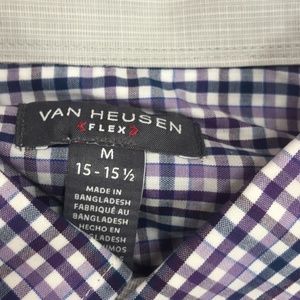 VAN HEUSEN
FLEX
M
15 - 15 ½
MADE IN
BANGLADESH
FABRIQUÉ AU
BANGLADESH
HECHO EN
BANGLADESH